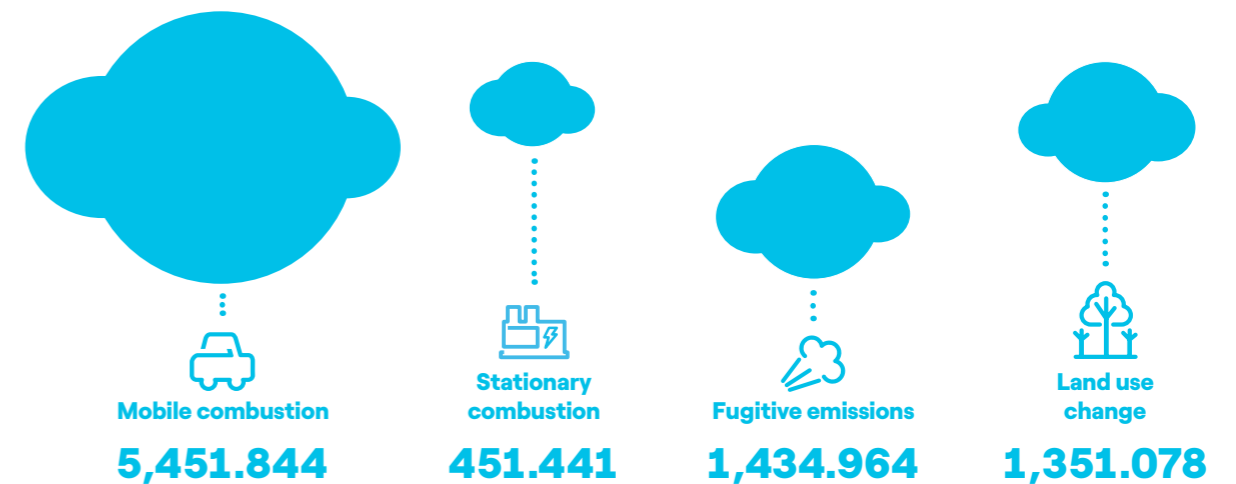 Mobile combustion
5,451.844
Stationary
combustion
451.441
Fugitive emissions
1,434.964
Land use
change
1,351.078